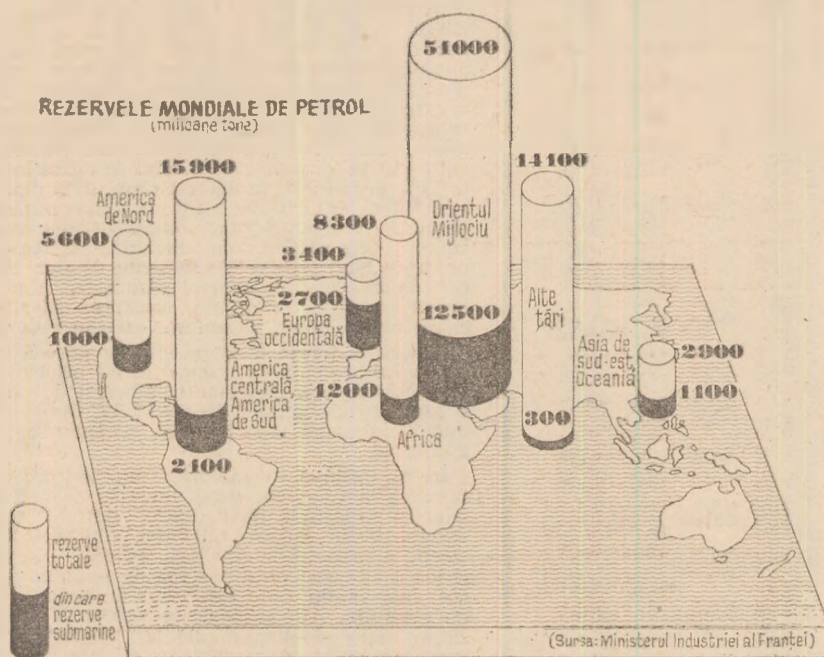 REZERVELE MONDIALE DE PETROL
(milioane tone)
51000
15900
14100
America
de Nord
5600
8300
Orientul
Mijlociu
3400
2700
12500
Alte
țări
Europa
occidentală
1000
Asia de
sud-est,
Oceania
2900
America
centrală,
America
de Sud
1200
1100
300
Africa
2100
rezerve
totale
din care
rezerve
submarine
(Sursa: Ministerul Industriei al Franței)